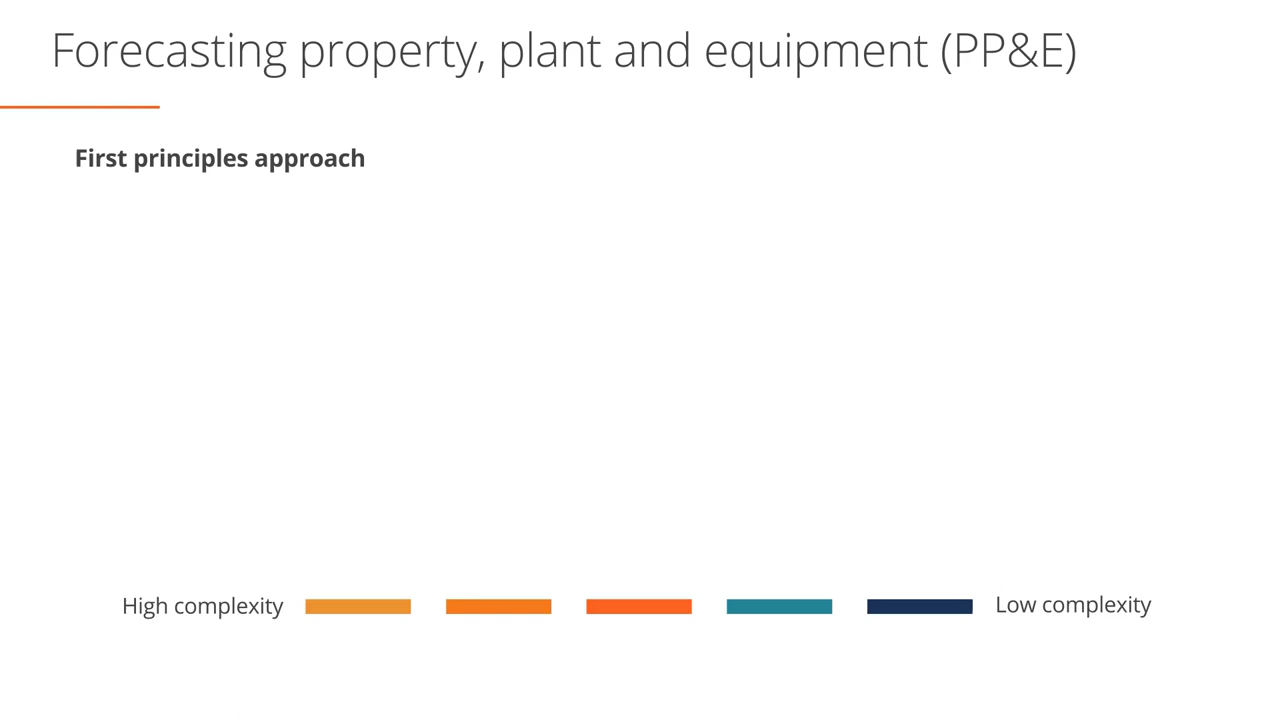 Forecasting property, plant and equipment (PP&E)
First principles approach
High complexity
Low complexity